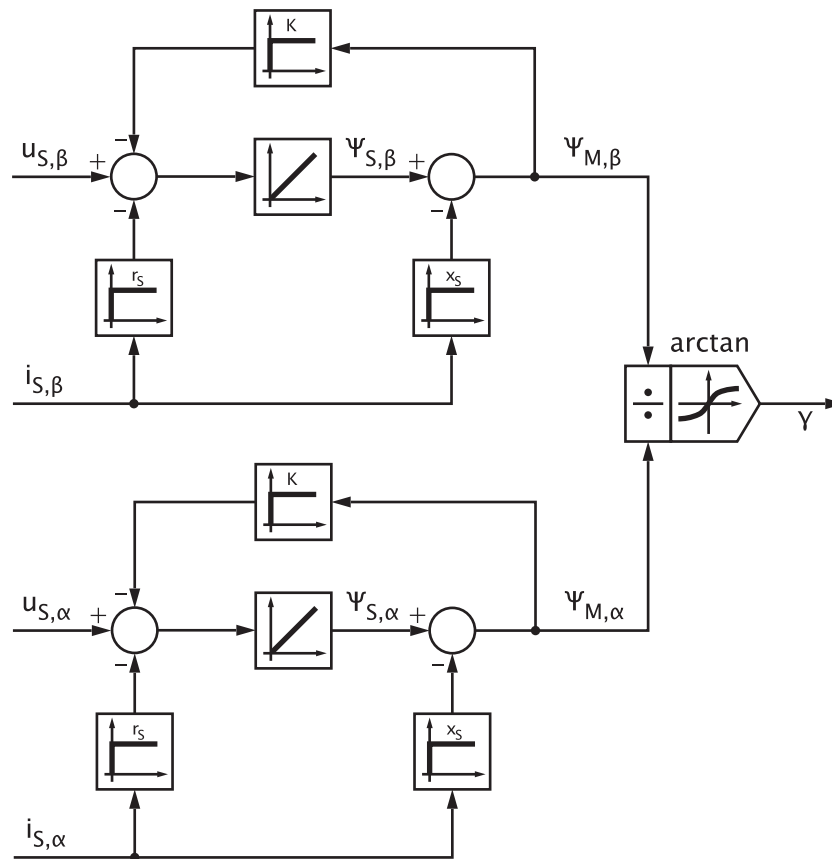 K
−
u_S,β + Ψ_S,β + Ψ_M,β
− −
r_S x_S
arctan
i_S,β
γ
K
−
u_S,α + Ψ_S,α + Ψ_M,α
− −
r_S x_S
i_S,α